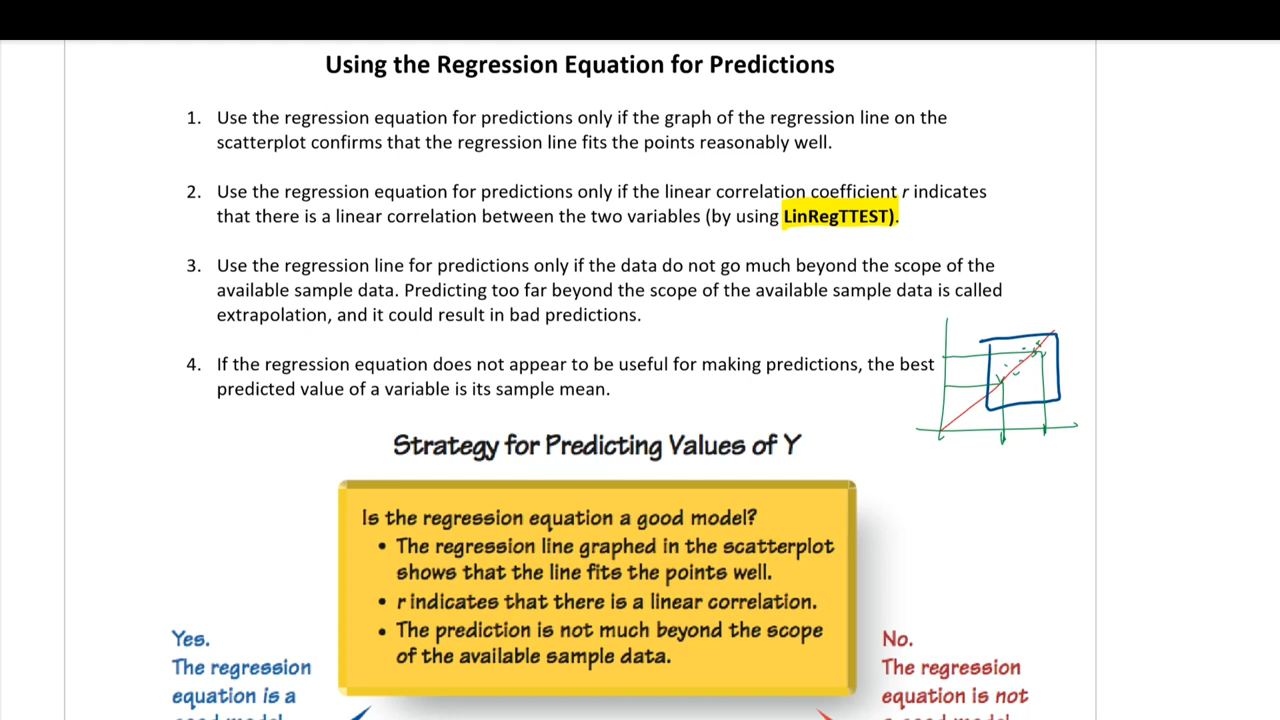 Using the Regression Equation for Predictions
1. Use the regression equation for predictions only if the graph of the regression line on the
scatterplot confirms that the regression line fits the points reasonably well.
2. Use the regression equation for predictions only if the linear correlation coefficient r indicates
that there is a linear correlation between the two variables (by using LinRegTTEST).
3. Use the regression line for predictions only if the data do not go much beyond the scope of the
available sample data. Predicting too far beyond the scope of the available sample data is called
extrapolation, and it could result in bad predictions.
4. If the regression equation does not appear to be useful for making predictions, the best
predicted value of a variable is its sample mean.
Strategy for Predicting Values of Y
Is the regression equation a good model?
• The regression line graphed in the scatterplot
shows that the line fits the points well.
• r indicates that there is a linear correlation.
• The prediction is not much beyond the scope
of the available sample data.
Yes.
The regression
equation is a
good model
No.
The regression
equation is not
a good model